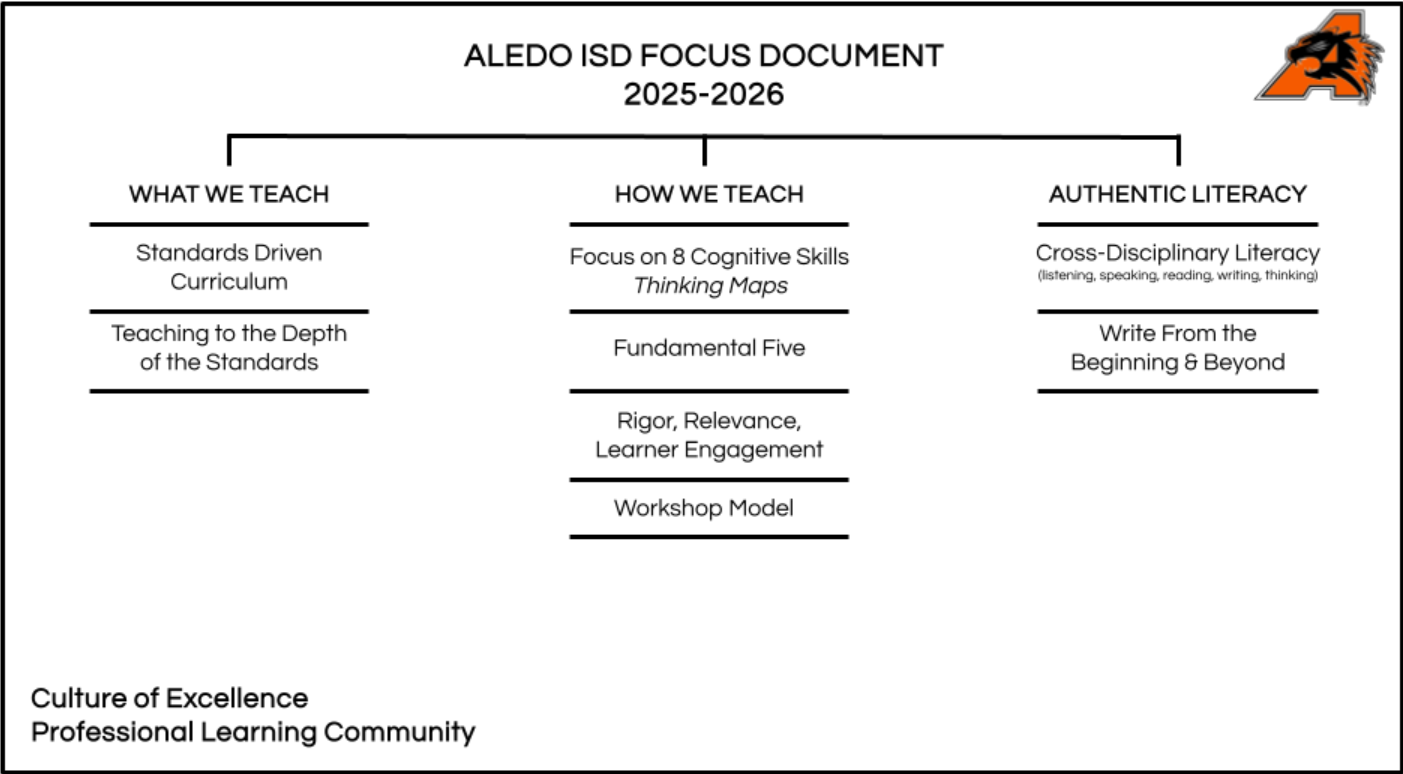 ALEDO ISD FOCUS DOCUMENT
2025-2026
WHAT WE TEACH
Standards Driven
Curriculum
Teaching to the Depth
of the Standards
HOW WE TEACH
Focus on 8 Cognitive Skills
Thinking Maps
Fundamental Five
Rigor, Relevance,
Learner Engagement
Workshop Model
AUTHENTIC LITERACY
Cross-Disciplinary Literacy
(listening, speaking, reading, writing, thinking)
Write From the
Beginning & Beyond
Culture of Excellence
Professional Learning Community
A